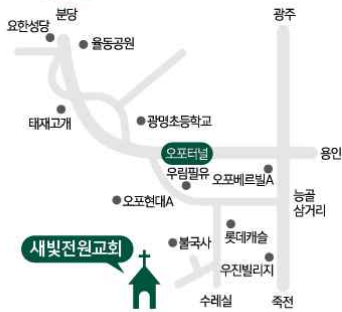 분당
광주
요한성당
율동공원
태재고개
광명초등학교
오포터널
용인
우림필유
오포베르빌A
오포현대A
능골
삼거리
롯데캐슬
불국사
새빛전원교회
우진빌리지
수레실
죽전